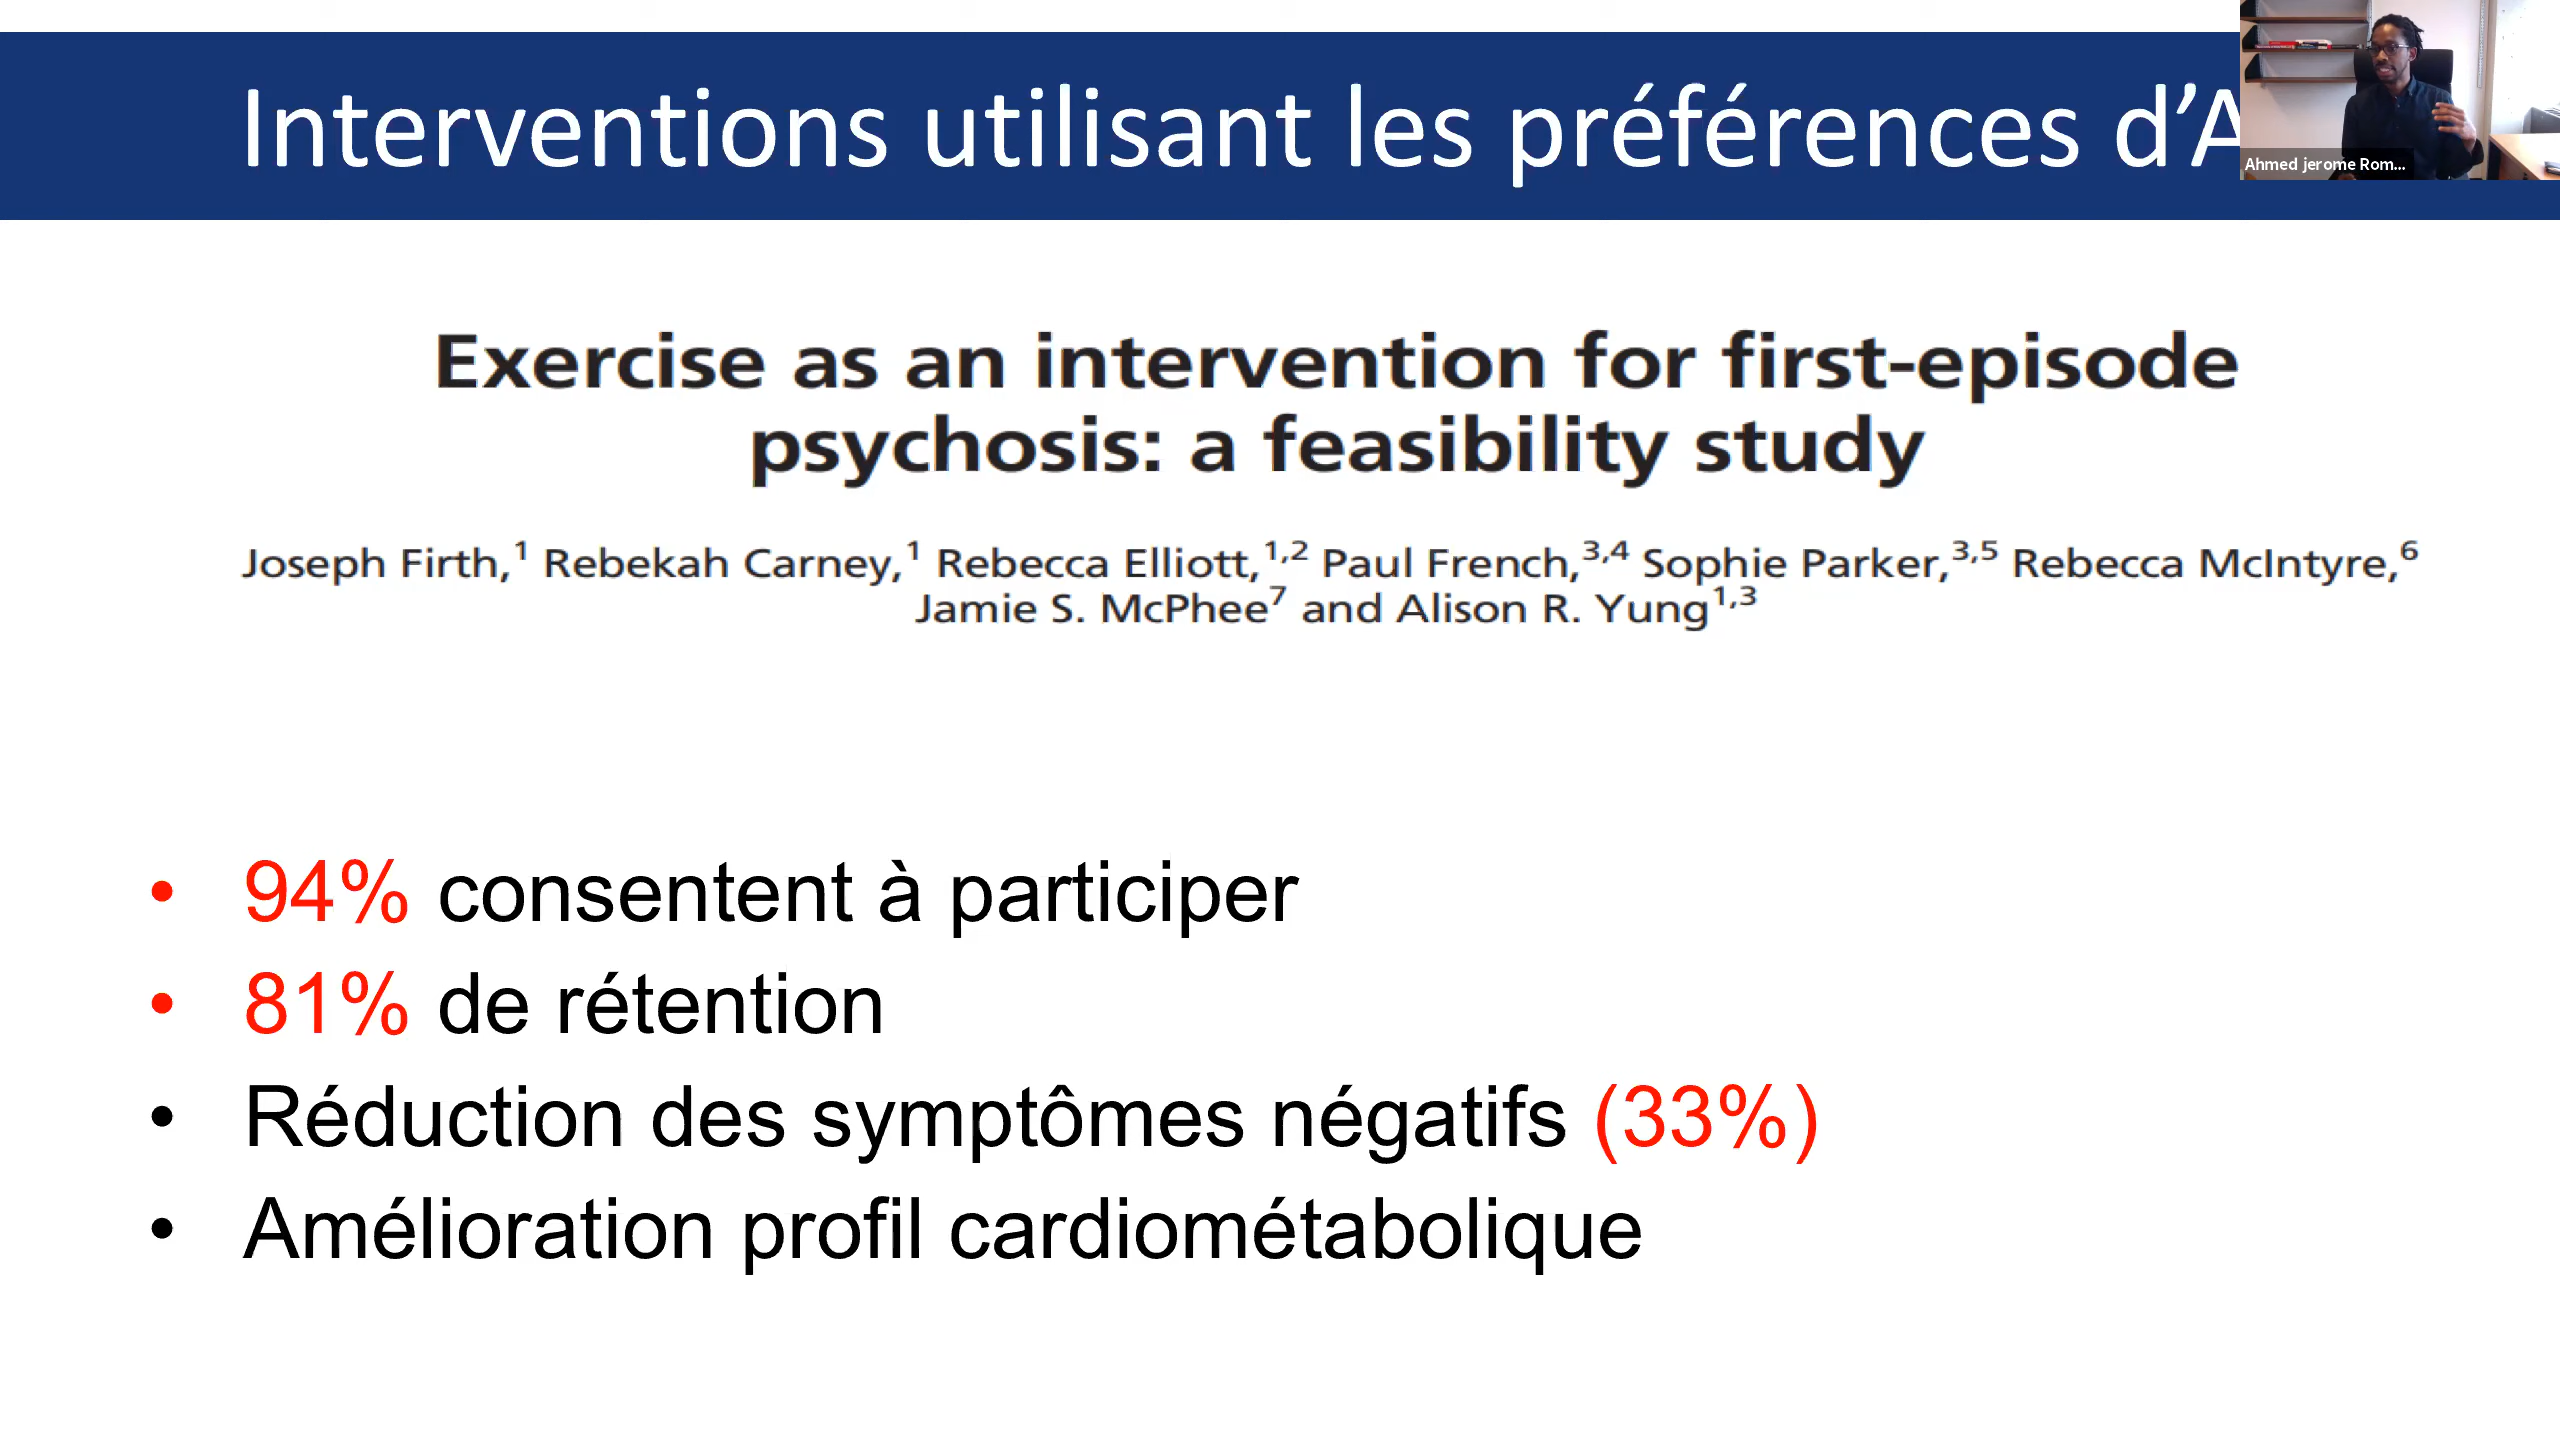 Interventions utilisant les préférences d’A
Ahmed jerome Rom...
Exercise as an intervention for first-episode
psychosis: a feasibility study
Joseph Firth,1 Rebekah Carney,1 Rebecca Elliott,1,2 Paul French,3,4 Sophie Parker,3,5 Rebecca McIntyre,6
Jamie S. McPhee7 and Alison R. Yung1,3
• 94% consentent à participer
• 81% de rétention
• Réduction des symptômes négatifs (33%)
• Amélioration profil cardiométabolique